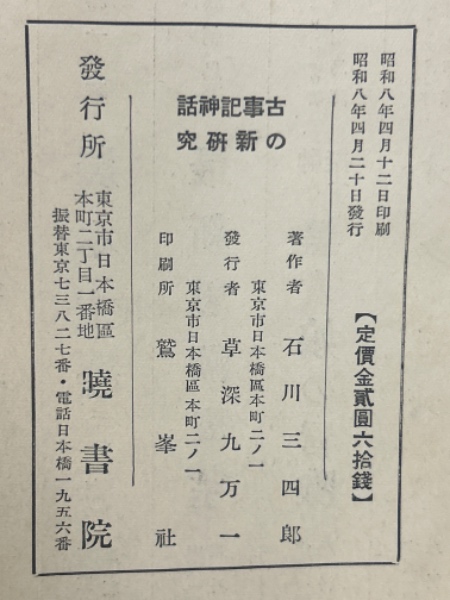 昭和八年四月十二日印刷
昭和八年四月二十日發行
【定價金貳圓六拾錢】
古事記神話
の新硏究
著作者 石川三四郎
東京市日本橋區本町二ノ一
發行者 草深九万一
東京市日本橋區本町二ノ一
印刷所 鷲峯社
發行所
東京市日本橋區
本町二丁目一番地
曉書院
振替東京七三八二七番・電話日本橋一九五六番